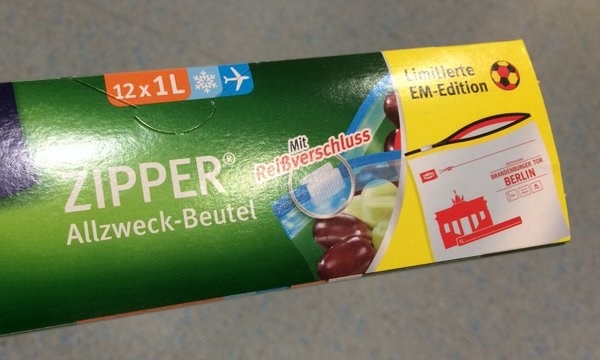 12 x 1L
ZIPPER®
Allzweck-Beutel
Mit
Reißverschluss
Limitierte
EM-Edition
BRANDENBURGER TOR
BERLIN